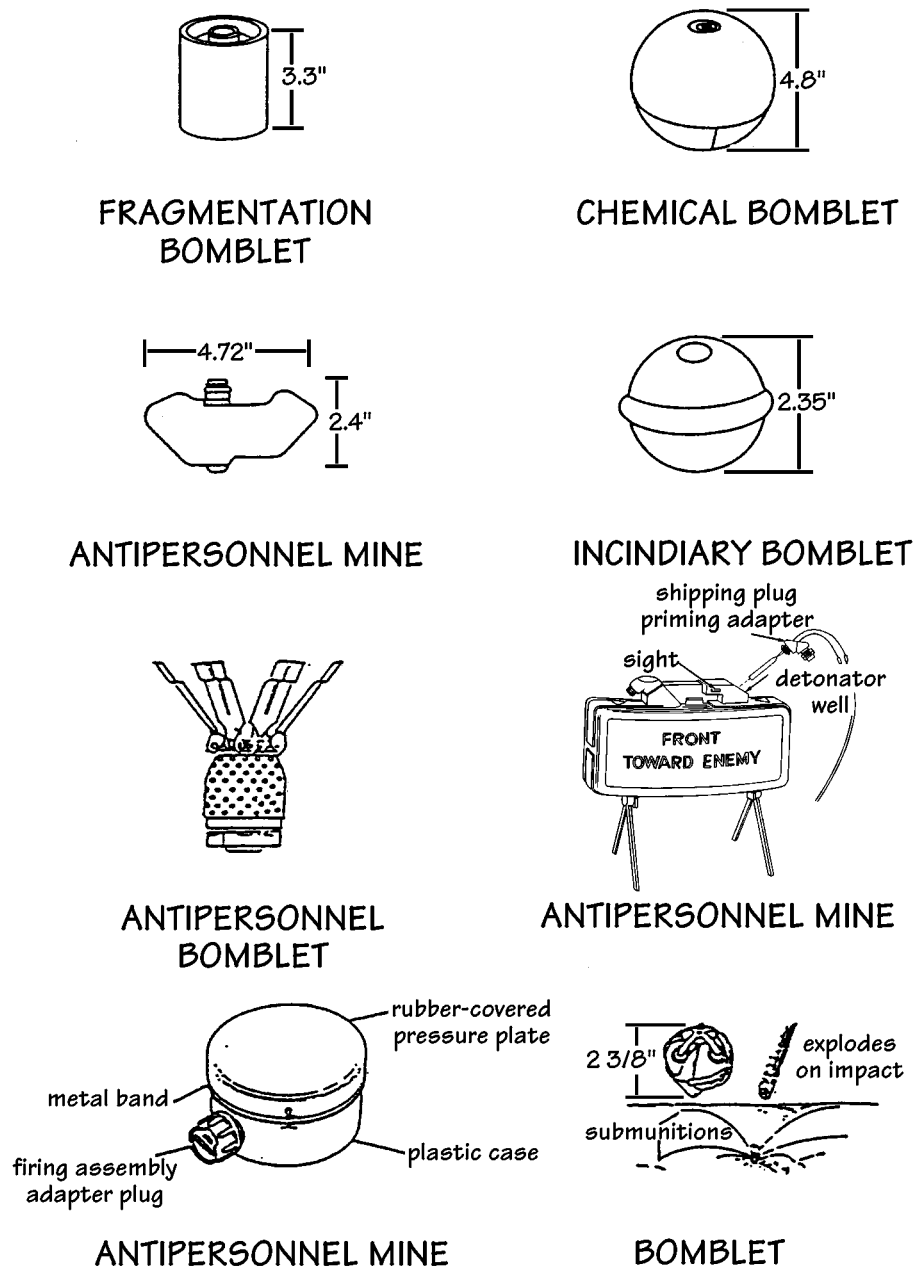 3.3"
4.8"
FRAGMENTATION
BOMBLET
CHEMICAL BOMBLET
4.72"
2.4"
2.35"
ANTIPERSONNEL MINE
INCINDIARY BOMBLET
shipping plug
priming adapter
sight
detonator
well
FRONT
TOWARD ENEMY
ANTIPERSONNEL
BOMBLET
ANTIPERSONNEL MINE
rubber-covered
pressure plate
metal band
plastic case
firing assembly
adapter plug
ANTIPERSONNEL MINE
2 3/8"
explodes
on impact
submunitions
BOMBLET